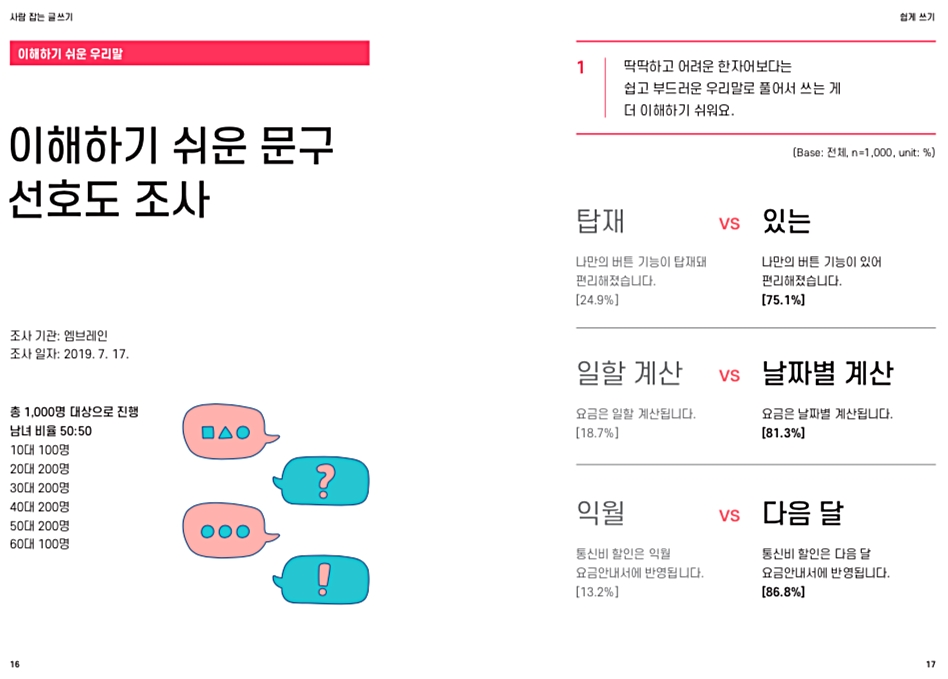 사람 잡는 글쓰기
이해하기 쉬운 우리말
이해하기 쉬운 문구
선호도 조사
조사 기관: 엠브레인
조사 일자: 2019. 7. 17.
총 1,000명 대상으로 진행
남녀 비율 50:50
10대 100명
20대 200명
30대 200명
40대 200명
50대 200명
60대 100명
?
!
16
쉽게 쓰기
1
딱딱하고 어려운 한자어보다는
쉽고 부드러운 우리말로 풀어서 쓰는 게
더 이해하기 쉬워요.
(Base: 전체, n=1,000, unit: %)
탑재 VS 있는
나만의 버튼 기능이 탑재돼
편리해졌습니다.
[24.9%]
나만의 버튼 기능이 있어
편리해졌습니다.
[75.1%]
일할 계산 VS 날짜별 계산
요금은 일할 계산됩니다.
[18.7%]
요금은 날짜별 계산됩니다.
[81.3%]
익월 VS 다음 달
통신비 할인은 익월
요금안내서에 반영됩니다.
[13.2%]
통신비 할인은 다음 달
요금안내서에 반영됩니다.
[86.8%]
17